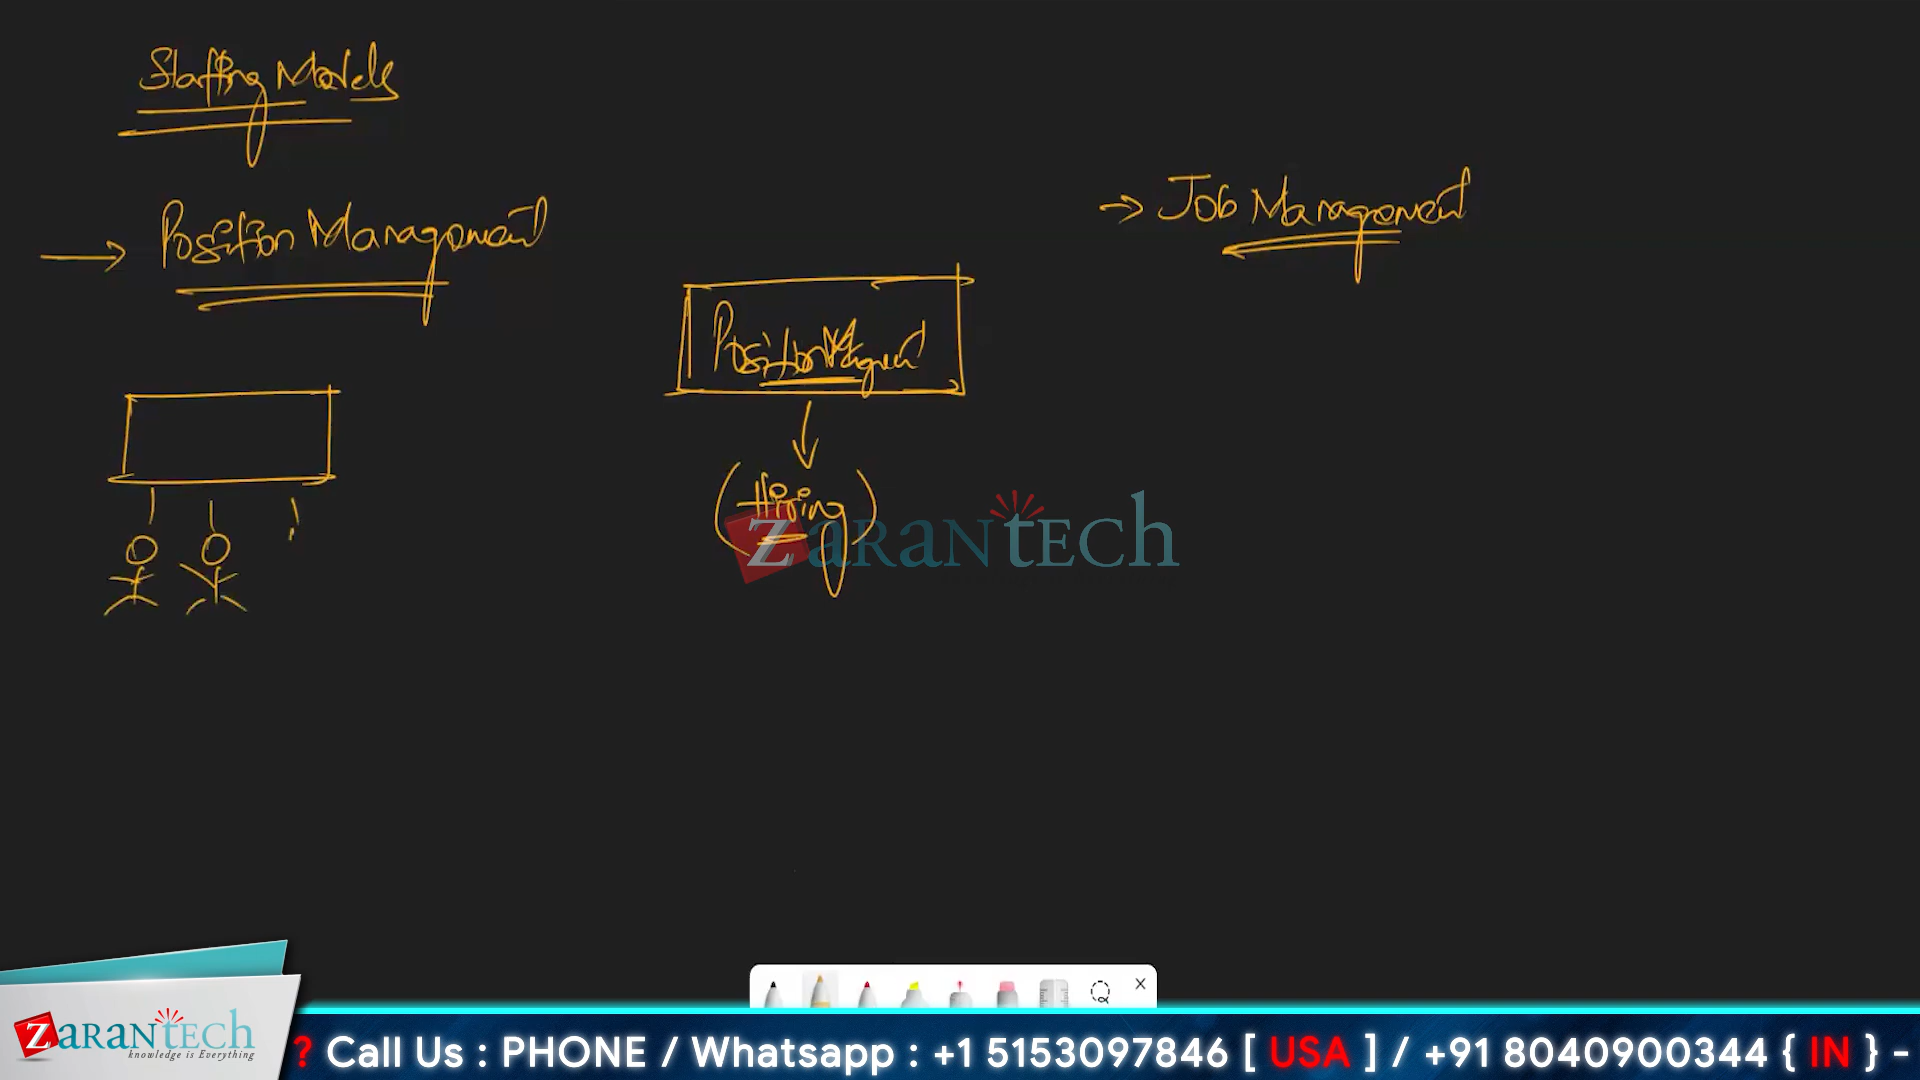 Staffing Models
→ Position Management
→ Job Management
Position Mgment
(Hiring)
ZaranTech
ZaranTech
knowledge is Everything
? Call Us : PHONE / Whatsapp : +1 5153097846 [ USA ] / +91 8040900344 { IN } -